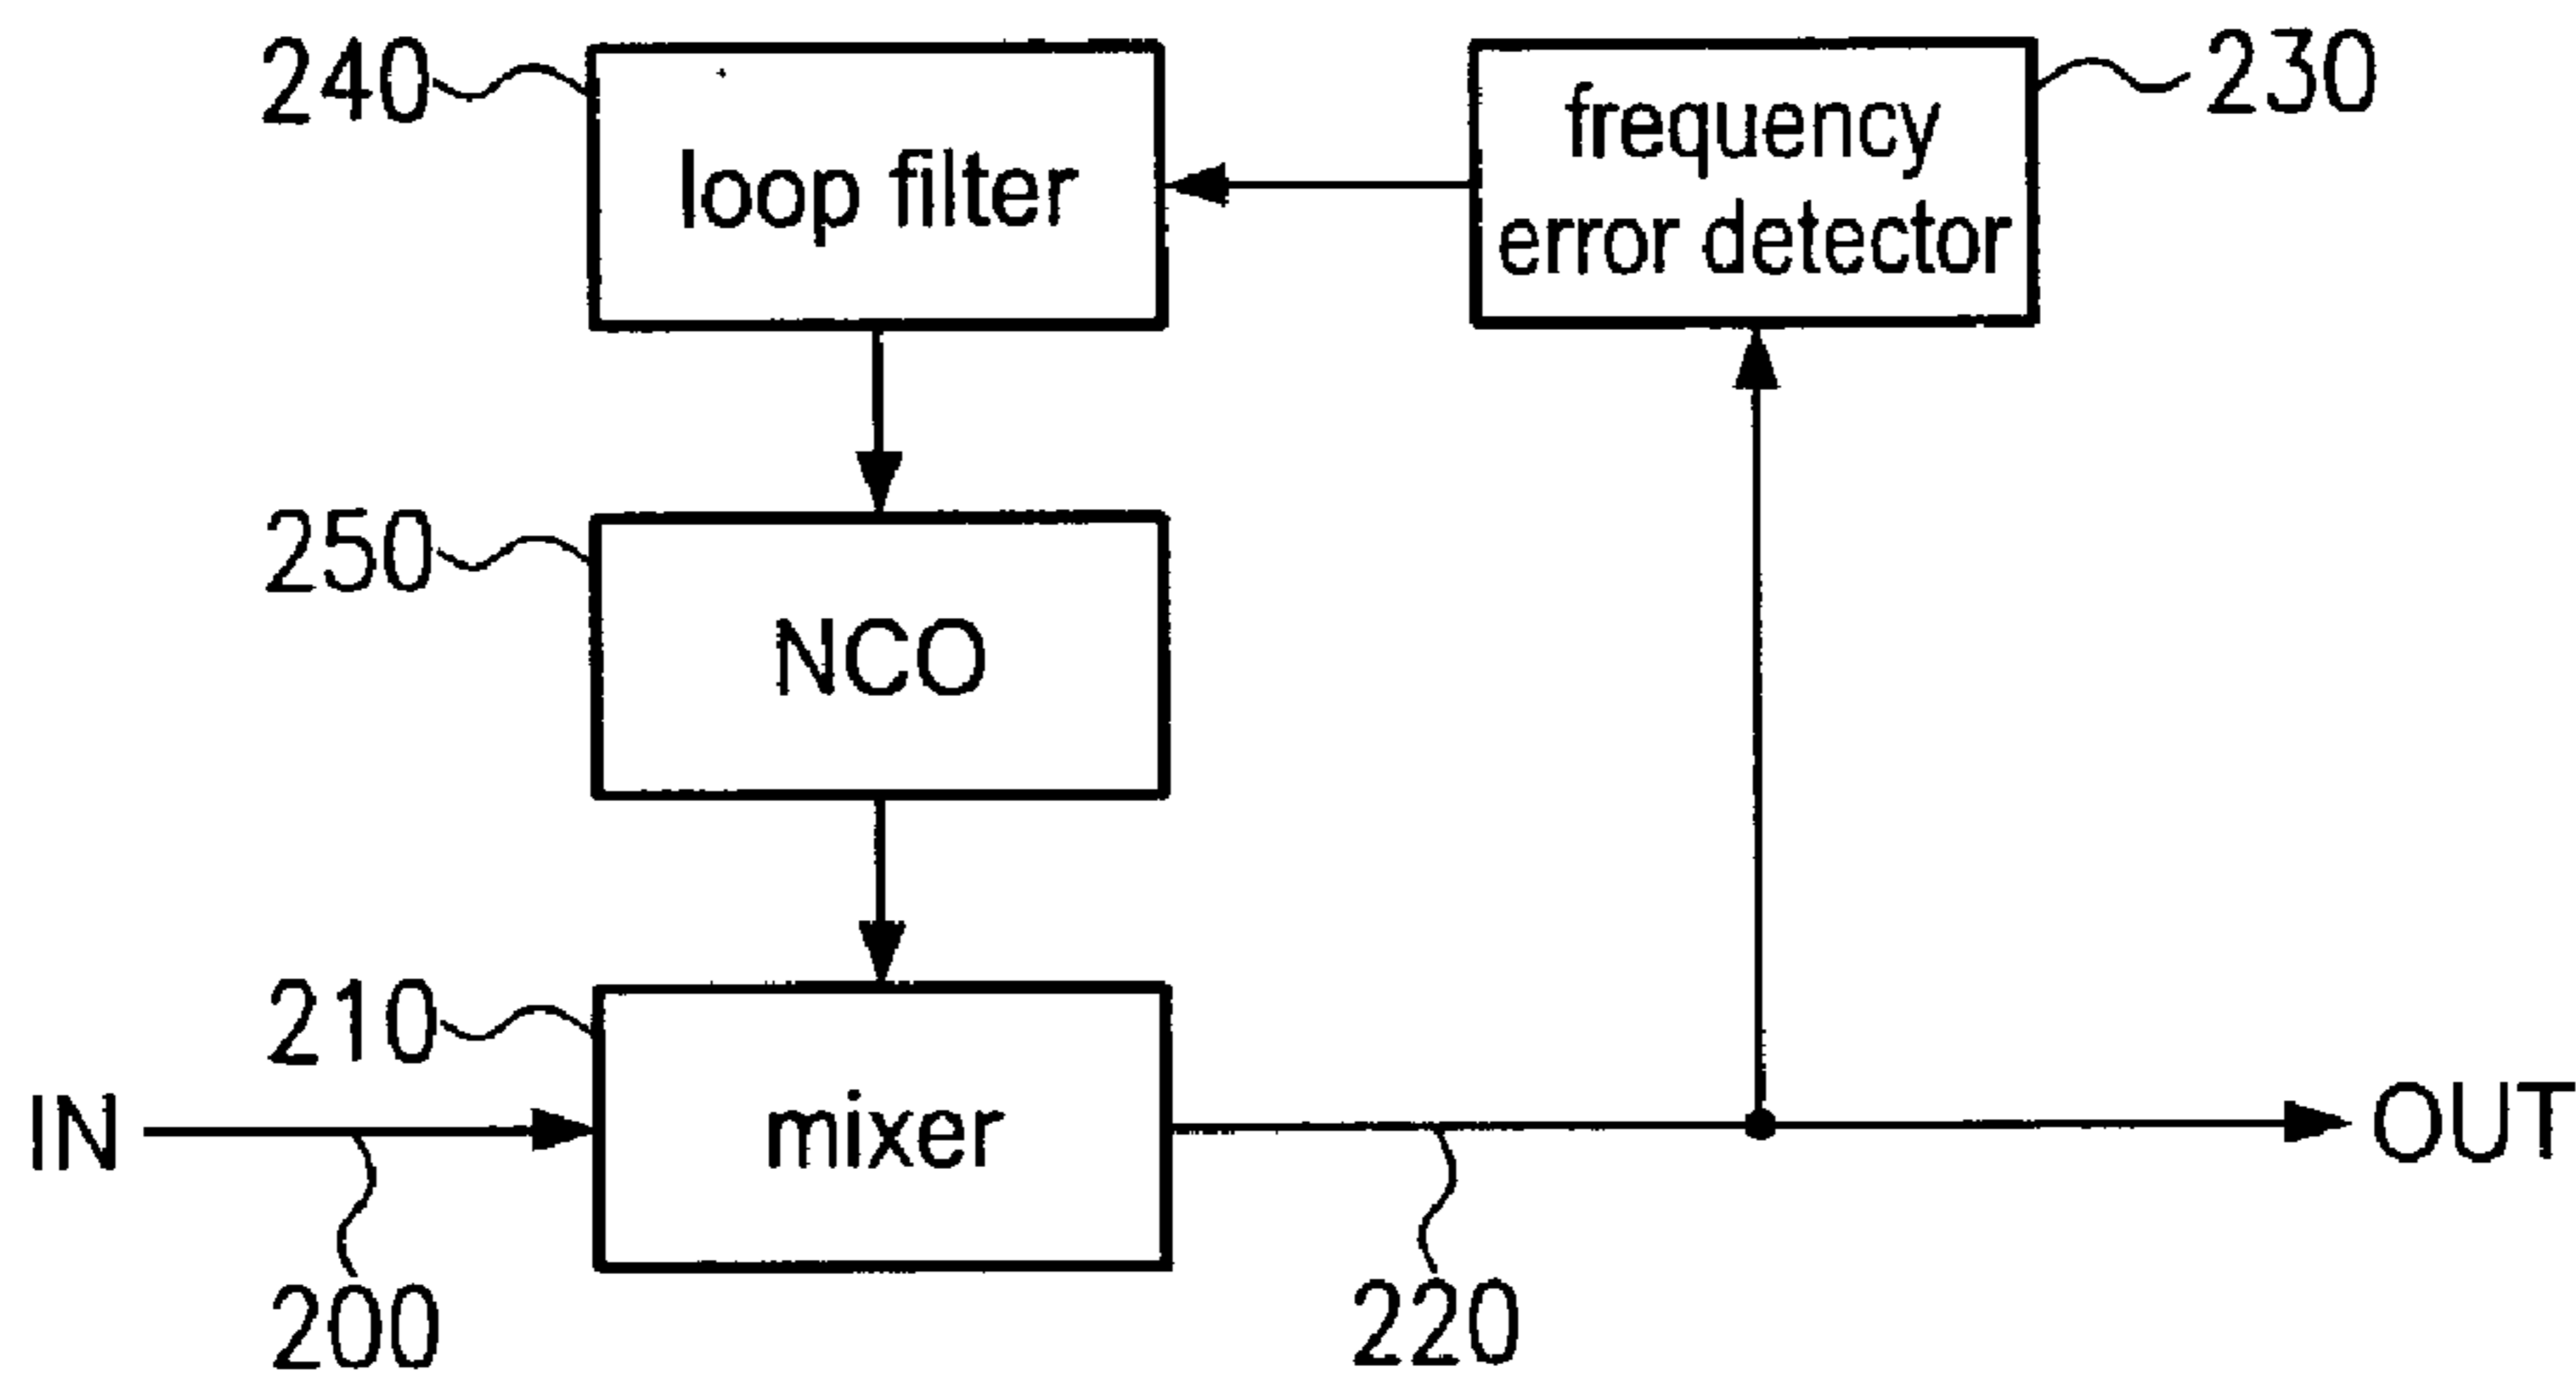 240
loop filter
frequency
error detector
230
250
NCO
210
mixer
IN
OUT
200
220